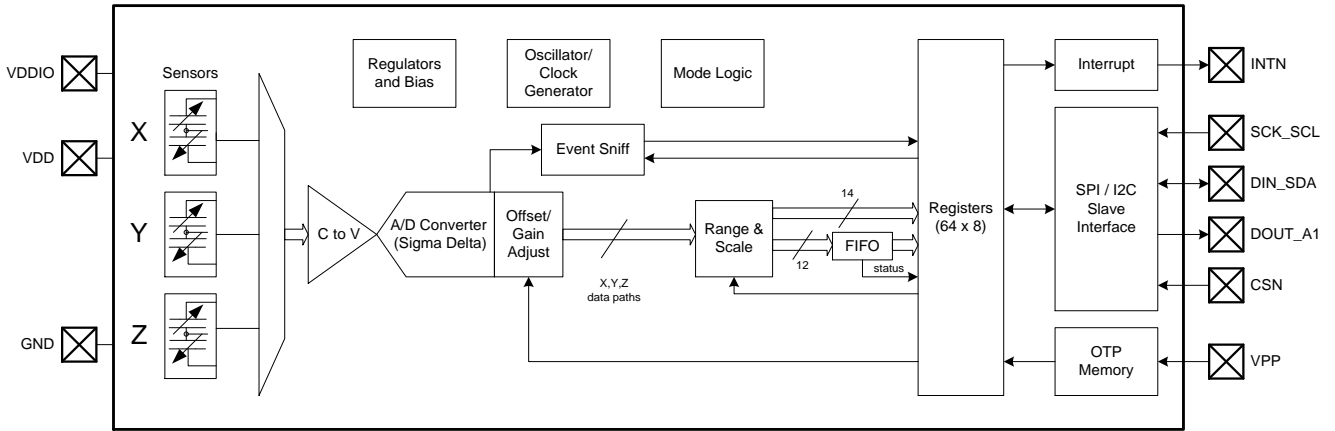 VDDIO
VDD
GND
Sensors
X
Y
Z
Regulators
and Bias
Oscillator/
Clock
Generator
Mode Logic
Event Sniff
C to V
A/D Converter
(Sigma Delta)
Offset/
Gain
Adjust
X,Y,Z
data paths
Range &
Scale
14
12
FIFO
status
Registers
(64 x 8)
Interrupt
SPI / I2C
Slave
Interface
OTP
Memory
INTN
SCK_SCL
DIN_SDA
DOUT_A1
CSN
VPP